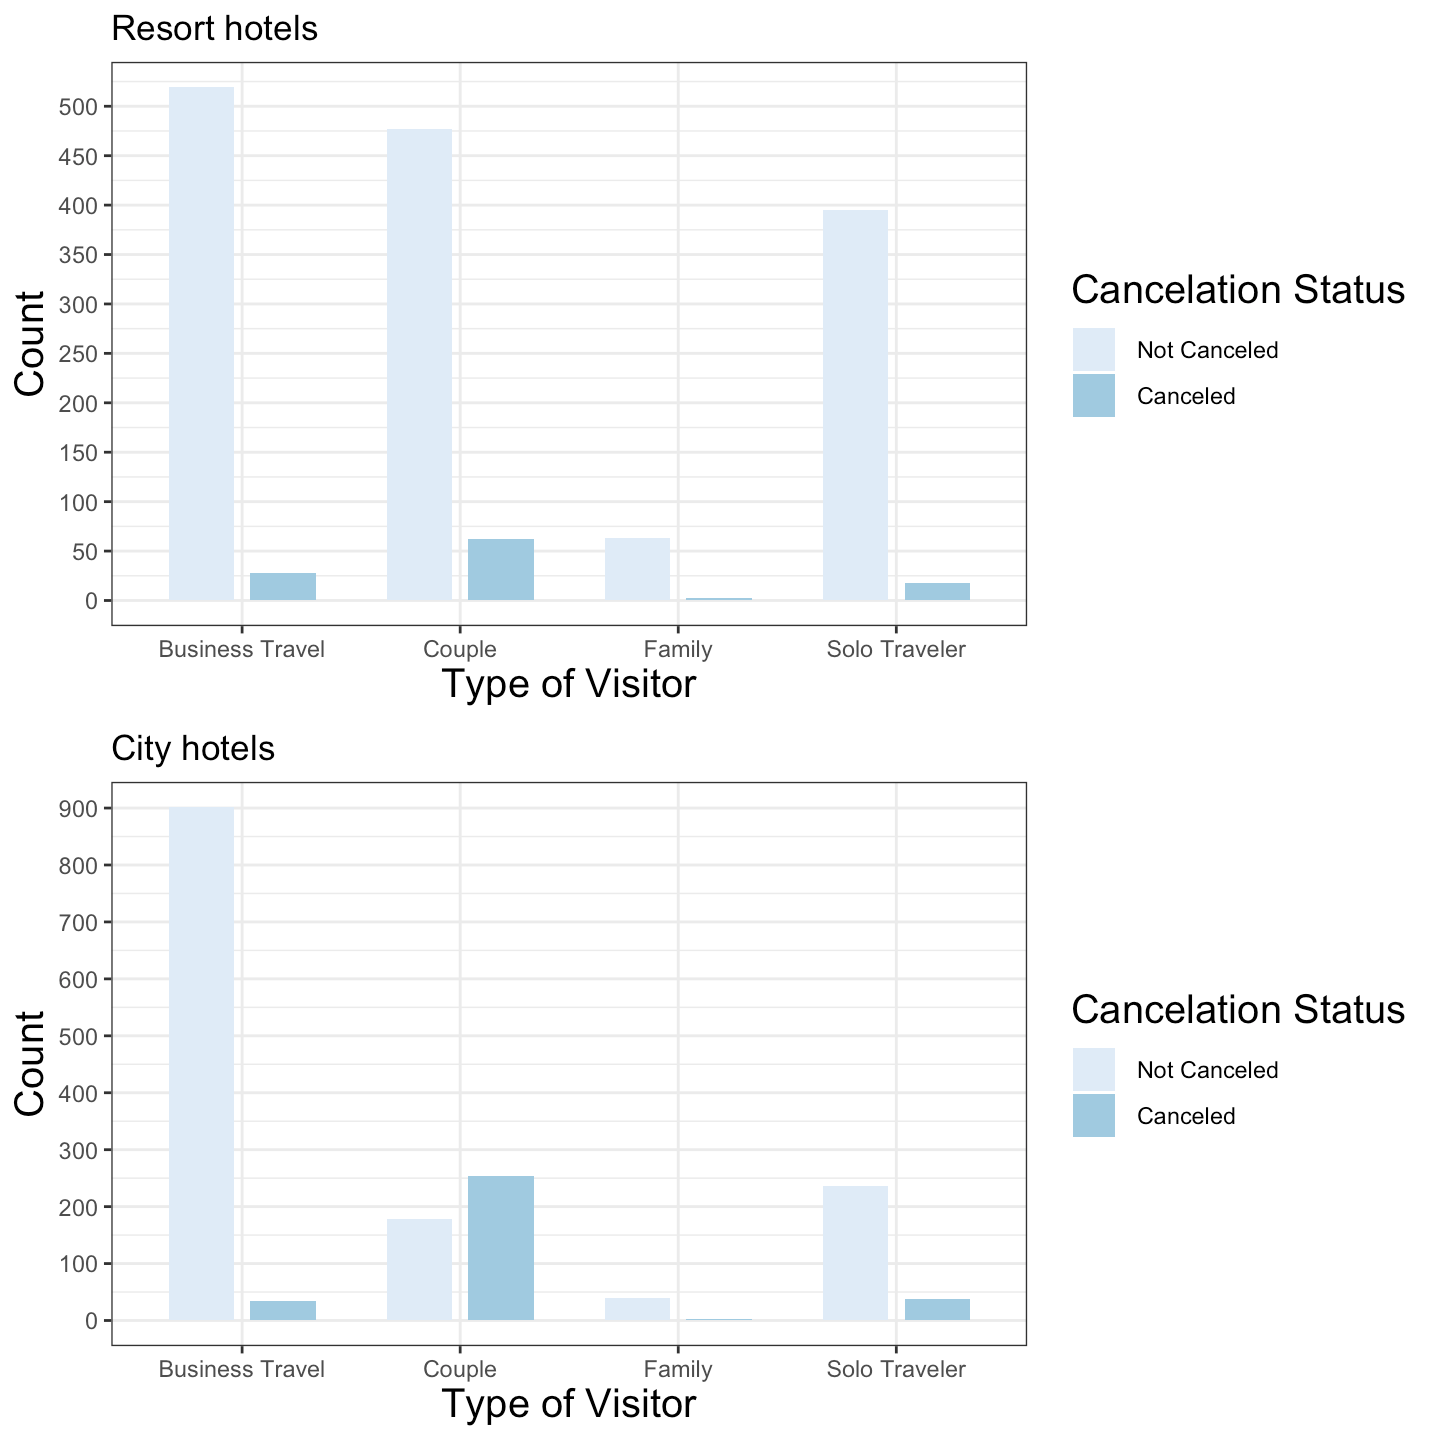 Resort hotels
500
450
400
350
300
250
200
150
100
50
0
Count
Business Travel Couple Family Solo Traveler
Type of Visitor
Cancelation Status
Not Canceled
Canceled
City hotels
900
800
700
600
500
400
300
200
100
0
Count
Business Travel Couple Family Solo Traveler
Type of Visitor
Cancelation Status
Not Canceled
Canceled